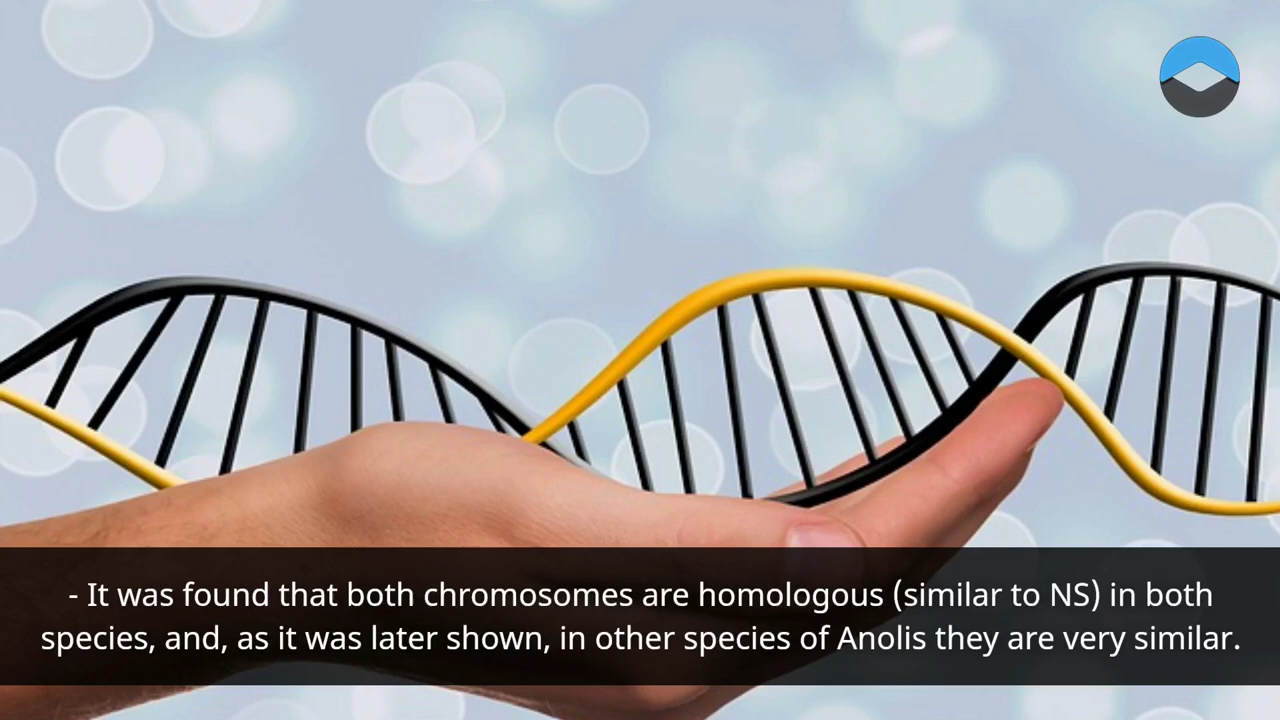 - It was found that both chromosomes are homologous (similar to NS) in both
species, and, as it was later shown, in other species of Anolis they are very similar.